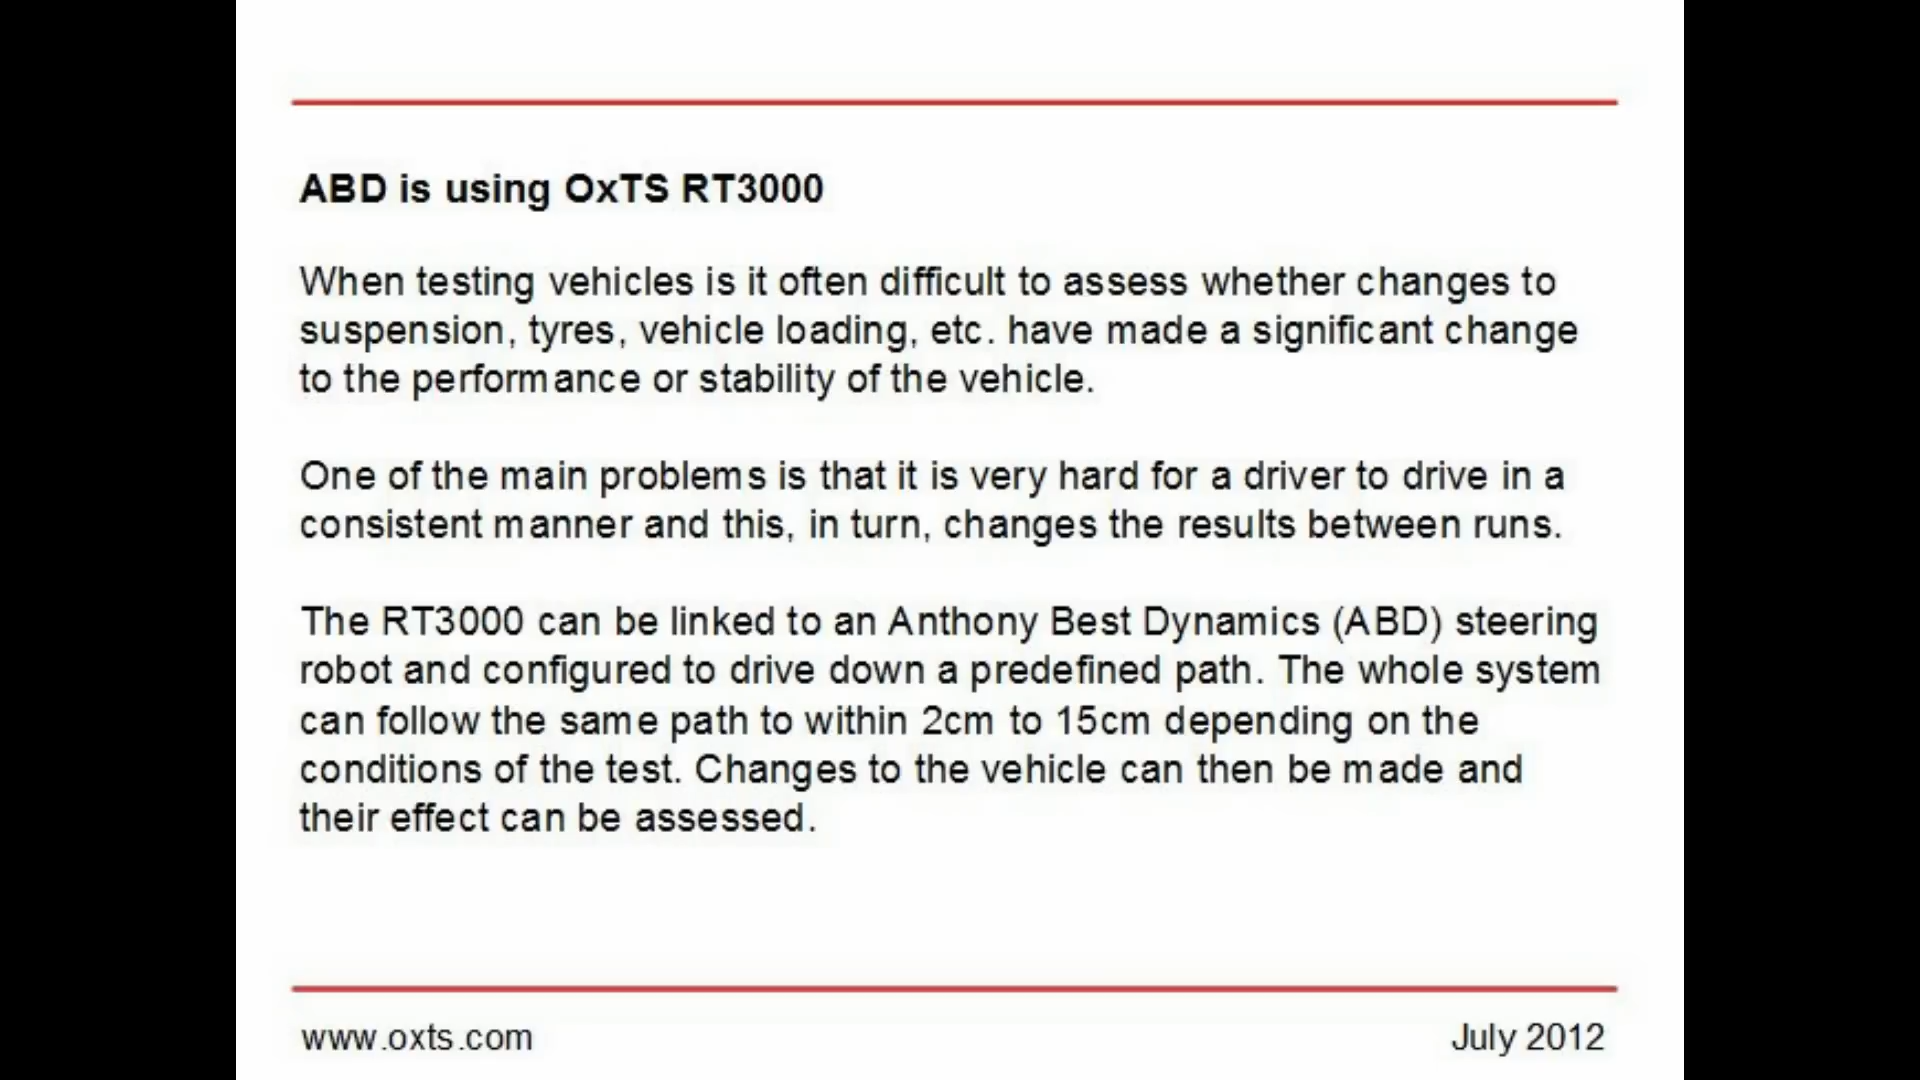 ABD is using OxTS RT3000
When testing vehicles is it often difficult to assess whether changes to
suspension, tyres, vehicle loading, etc. have made a significant change
to the performance or stability of the vehicle.
One of the main problems is that it is very hard for a driver to drive in a
consistent manner and this, in turn, changes the results between runs.
The RT3000 can be linked to an Anthony Best Dynamics (ABD) steering
robot and configured to drive down a predefined path. The whole system
can follow the same path to within 2cm to 15cm depending on the
conditions of the test. Changes to the vehicle can then be made and
their effect can be assessed.
www.oxts.com
July 2012